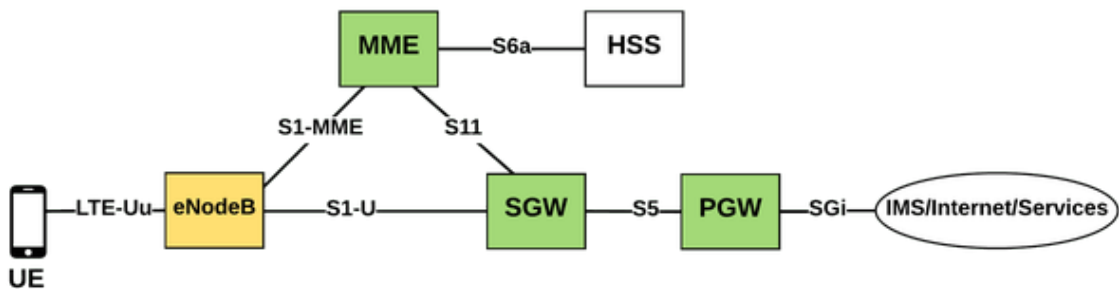 MME
S6a
HSS
S1-MME
S11
LTE-Uu
eNodeB
S1-U
SGW
S5
PGW
SGi
IMS/Internet/Services
UE